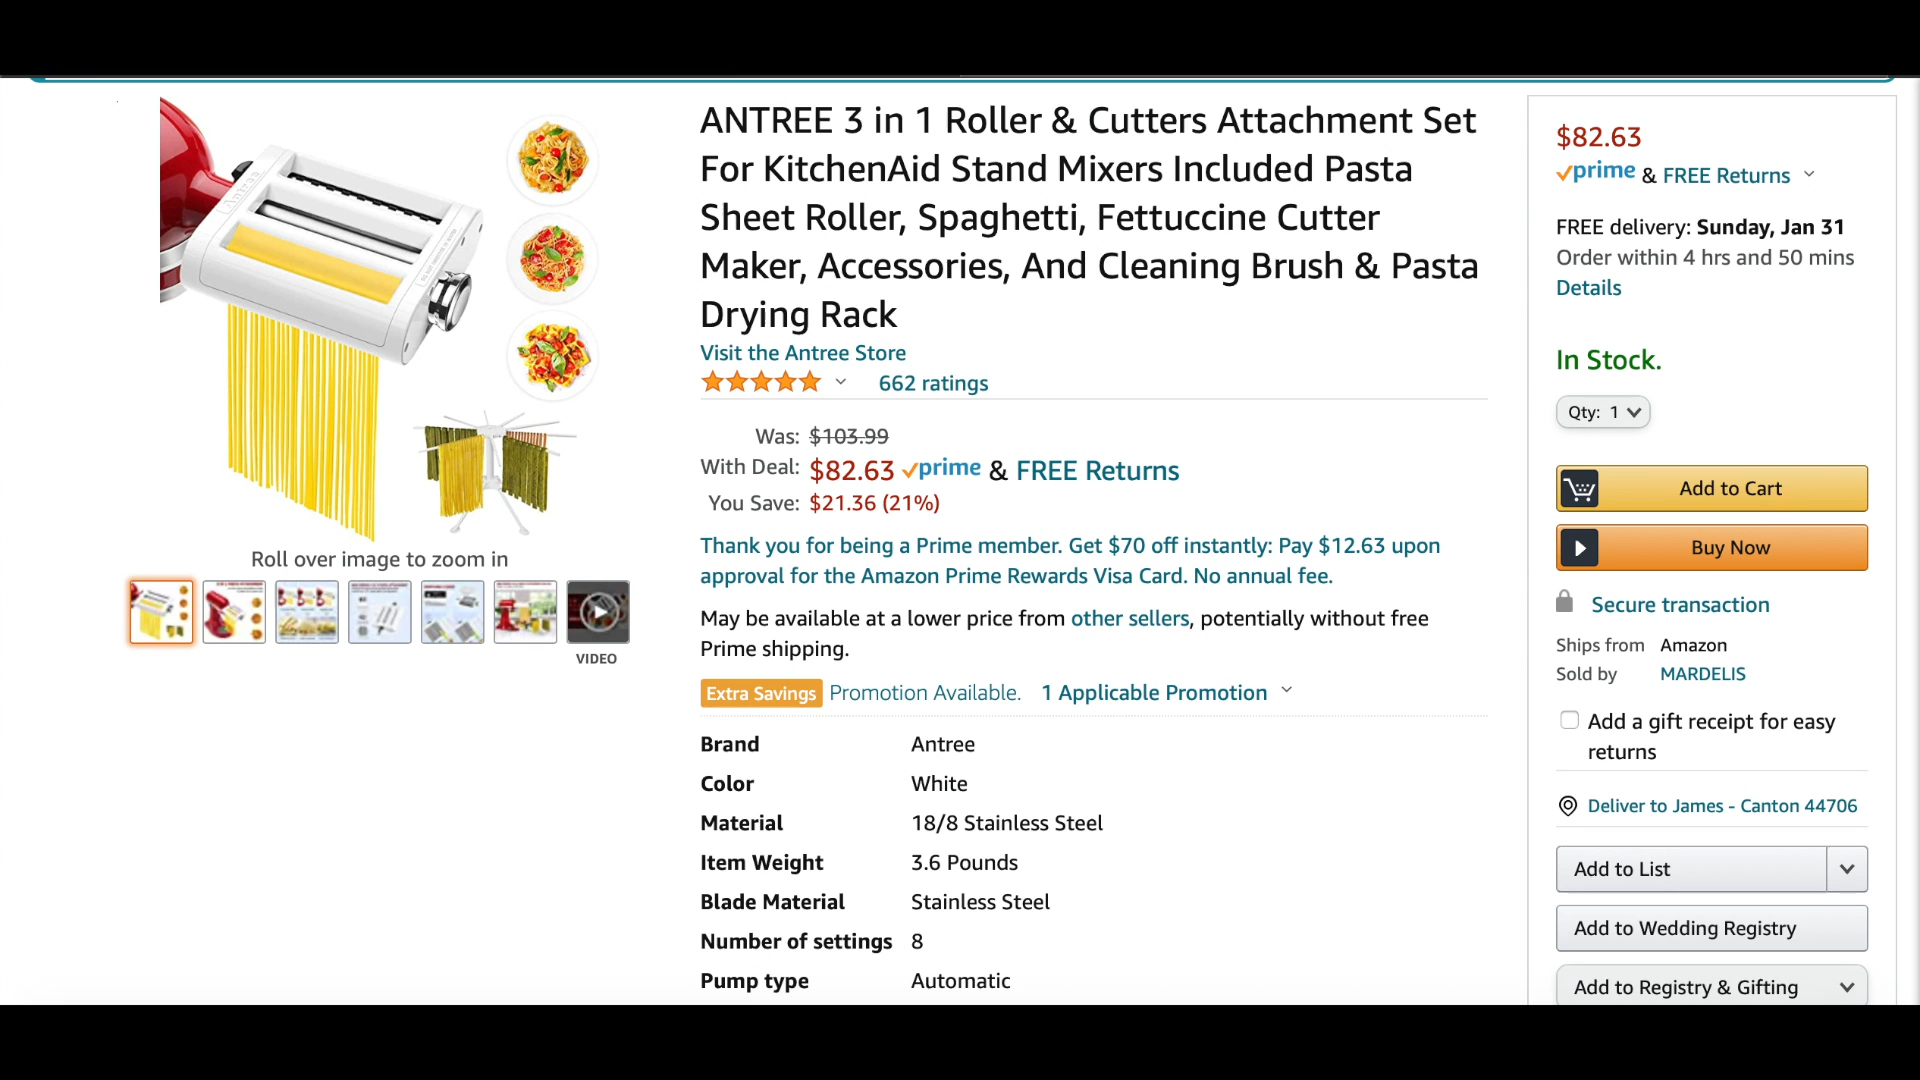 ANTREE 3 in 1 Roller & Cutters Attachment Set
For KitchenAid Stand Mixers Included Pasta
Sheet Roller, Spaghetti, Fettuccine Cutter
Maker, Accessories, And Cleaning Brush & Pasta
Drying Rack
Visit the Antree Store
662 ratings
Was: $103.99
With Deal: $82.63 prime & FREE Returns
You Save: $21.36 (21%)
Thank you for being a Prime member. Get $70 off instantly: Pay $12.63 upon
approval for the Amazon Prime Rewards Visa Card. No annual fee.
May be available at a lower price from other sellers, potentially without free
Prime shipping.
Extra Savings Promotion Available. 1 Applicable Promotion
Brand Antree
Color White
Material 18/8 Stainless Steel
Item Weight 3.6 Pounds
Blade Material Stainless Steel
Number of settings 8
Pump type Automatic
Antree
Roll over image to zoom in
VIDEO
$82.63
prime & FREE Returns
FREE delivery: Sunday, Jan 31
Order within 4 hrs and 50 mins
Details
In Stock.
Qty: 1
Add to Cart
Buy Now
Secure transaction
Ships from Amazon
Sold by MARDELIS
Add a gift receipt for easy
returns
Deliver to James - Canton 44706
Add to List
Add to Wedding Registry
Add to Registry & Gifting